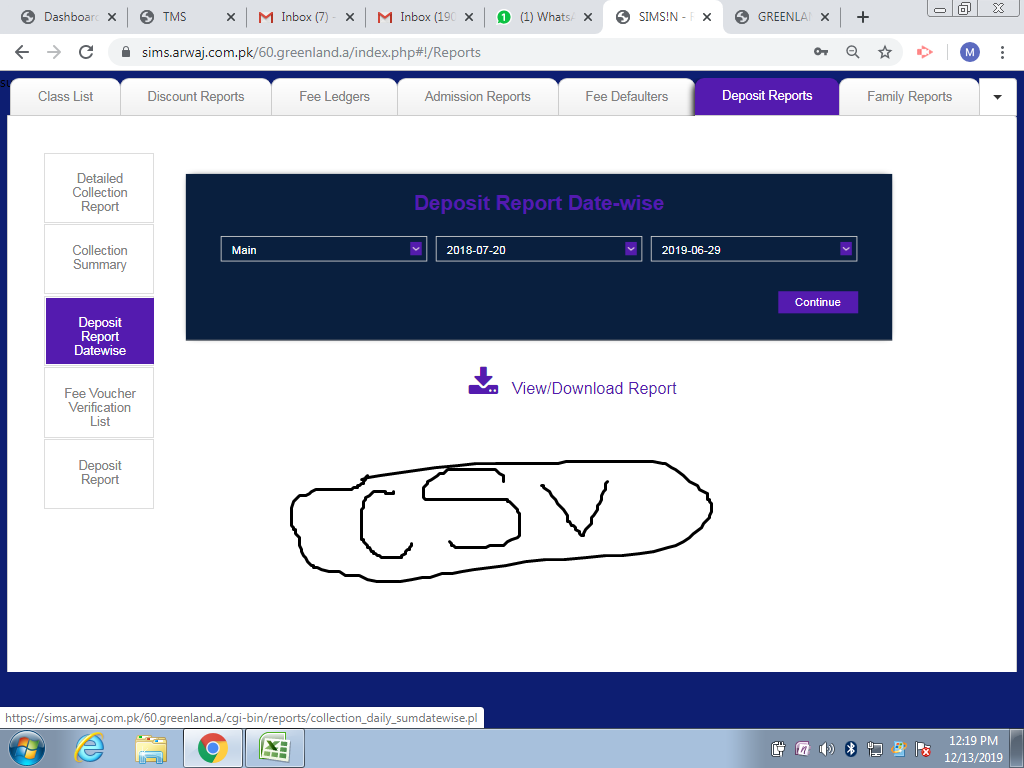 Dashboard
TMS
Inbox (7) -
Inbox (190
(1) Whats
SIMS!N -
GREENLAN
sims.arwaj.com.pk/60.greenland.a/index.php#!/Reports
M
Class List
Discount Reports
Fee Ledgers
Admission Reports
Fee Defaulters
Deposit Reports
Family Reports
Detailed
Collection
Report
Collection
Summary
Deposit
Report
Datewise
Fee Voucher
Verification
List
Deposit
Report
Deposit Report Date-wise
Main
2018-07-20
2019-06-29
Continue
View/Download Report
CSV
https://sims.arwaj.com.pk/60.greenland.a/cgi-bin/reports/collection_daily_sumdatewise.pl
12:19 PM
12/13/2019